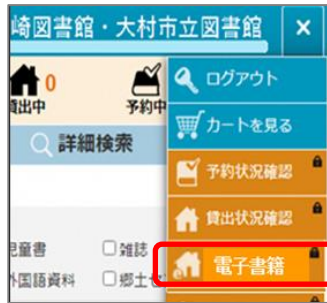 崎図書館・大村市立図書館
×
0
貸出中
予約中
詳細検索
児童書
雑誌
外国語資料
郷土
ログアウト
カートを見る
予約状況確認
貸出状況確認
電子書籍